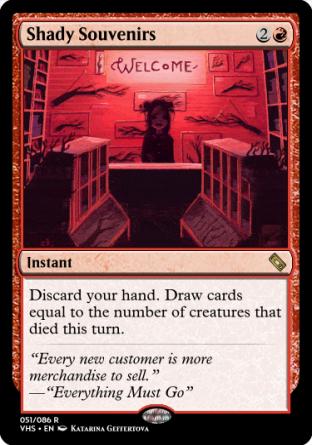 Shady Souvenirs 2
WELCOME
Instant
Discard your hand. Draw cards
equal to the number of creatures that
died this turn.
“Every new customer is more
merchandise to sell.”
—“Everything Must Go”
051/086 R
VHS • EN Katarina Geffertova